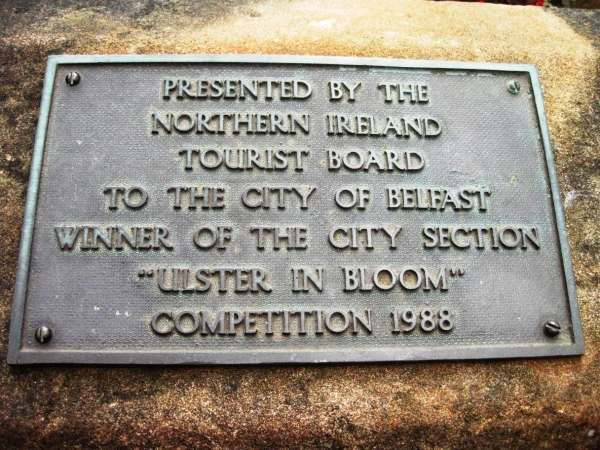 PRESENTED BY THE
NORTHERN IRELAND
TOURIST BOARD
TO THE CITY OF BELFAST
WINNER OF THE CITY SECTION
"ULSTER IN BLOOM"
COMPETITION 1988